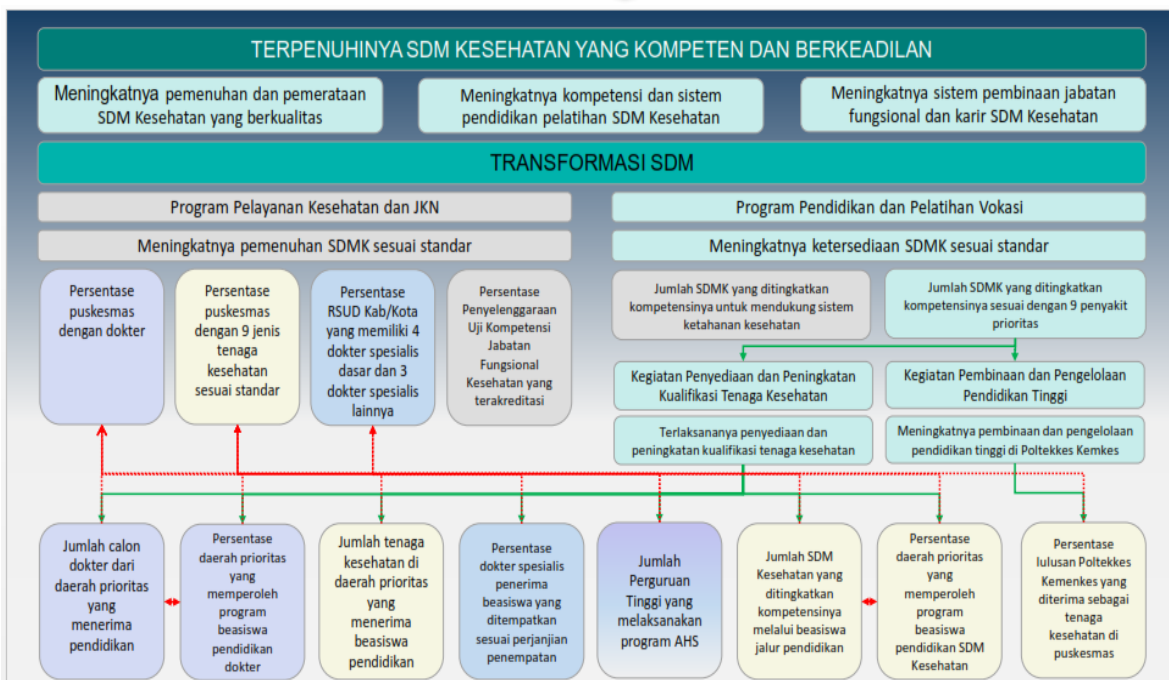 TERPENUHINYA SDM KESEHATAN YANG KOMPETEN DAN BERKEADILAN
Meningkatnya pemenuhan dan pemerataan
SDM Kesehatan yang berkualitas
Meningkatnya kompetensi dan sistem
pendidikan pelatihan SDM Kesehatan
Meningkatnya sistem pembinaan jabatan
fungsional dan karir SDM Kesehatan
TRANSFORMASI SDM
Program Pelayanan Kesehatan dan JKN
Meningkatnya pemenuhan SDMK sesuai standar
Persentase
puskesmas
dengan dokter
Persentase
puskesmas
dengan 9 jenis
tenaga
kesehatan
sesuai standar
Persentase
RSUD Kab/Kota
yang memiliki 4
dokter spesialis
dasar dan 3
dokter spesialis
lainnya
Persentase
Penyelenggaraan
Uji Kompetensi
Jabatan
Fungsional
Kesehatan yang
terakreditasi
Program Pendidikan dan Pelatihan Vokasi
Meningkatnya ketersediaan SDMK sesuai standar
Jumlah SDMK yang ditingkatkan
kompetensinya untuk mendukung sistem
ketahanan kesehatan
Jumlah SDMK yang ditingkatkan
kompetensinya sesuai dengan 9 penyakit
prioritas
Kegiatan Penyediaan dan Peningkatan
Kualifikasi Tenaga Kesehatan
Kegiatan Pembinaan dan Pengelolaan
Pendidikan Tinggi
Terlaksananya penyediaan dan
peningkatan kualifikasi tenaga kesehatan
Meningkatnya pembinaan dan pengelolaan
pendidikan tinggi di Poltekkes Kemkes
Jumlah calon
dokter dari
daerah prioritas
yang
menerima
pendidikan
Persentase
daerah prioritas
yang
memperoleh
program
beasiswa
pendidikan
dokter
Jumlah tenaga
kesehatan di
daerah prioritas
yang
menerima
beasiswa
pendidikan
Persentase
dokter spesialis
penerima
beasiswa yang
ditempatkan
sesuai perjanjian
penempatan
Jumlah
Perguruan
Tinggi yang
melaksanakan
program AHS
Jumlah SDM
Kesehatan yang
ditingkatkan
kompetensinya
melalui beasiswa
jalur pendidikan
Persentase
daerah prioritas
yang
memperoleh
program
beasiswa
pendidikan SDM
Kesehatan
Persentase
lulusan Poltekkes
Kemenkes yang
diterima sebagai
tenaga
kesehatan di
puskesmas